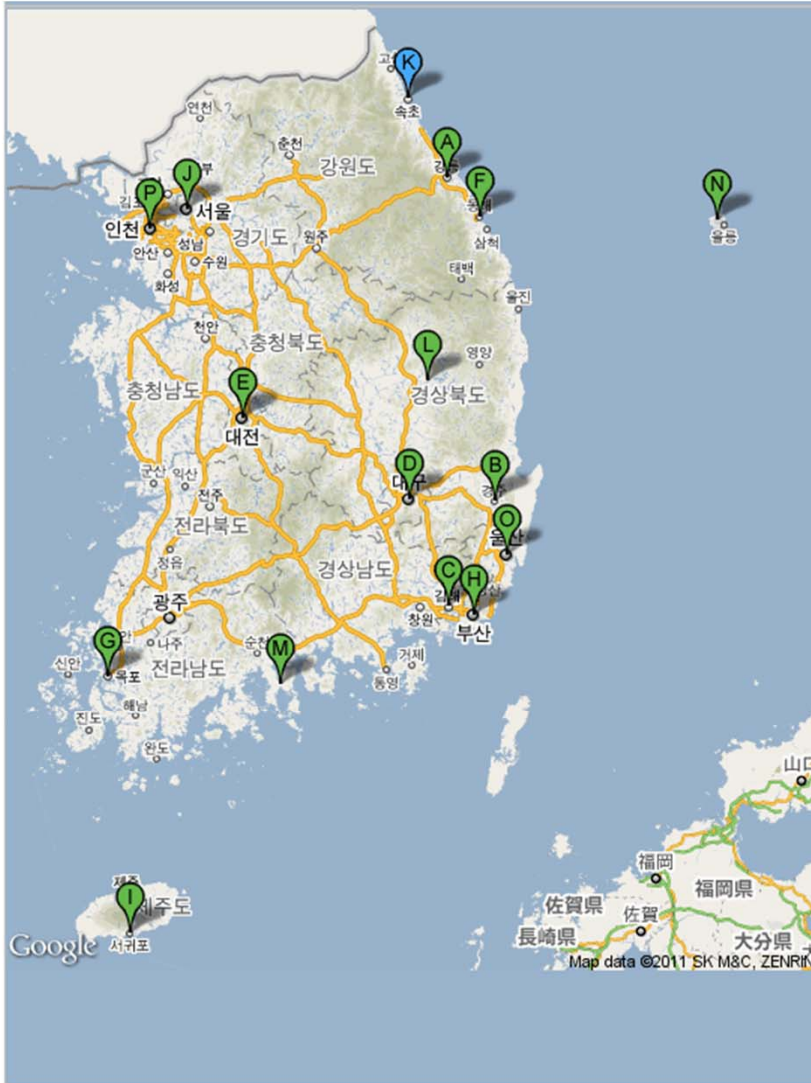 K
고
속초
연천
A
춘천
강원도
F
J
부
P
N
서울
인천
동해
삼척
울릉
성남
경기도
원주
안산
수원
태백
화성
울진
천안
충청북도
L
영양
충청남도
경상북도
E
대전
D
B
대구
경주
군산
익산
전주
O
전라북도
울산
정읍
경상남도
C
H
광주
창원
부산
G
나주
순천
M
거제
신안
목포
전라남도
통영
해남
진도
완도
山口
제주
I
제주도
福岡
福岡県
佐賀県
佐賀
서귀포
長崎県
大分県
Google
Map data ©2011 SK M&C, ZENRIN